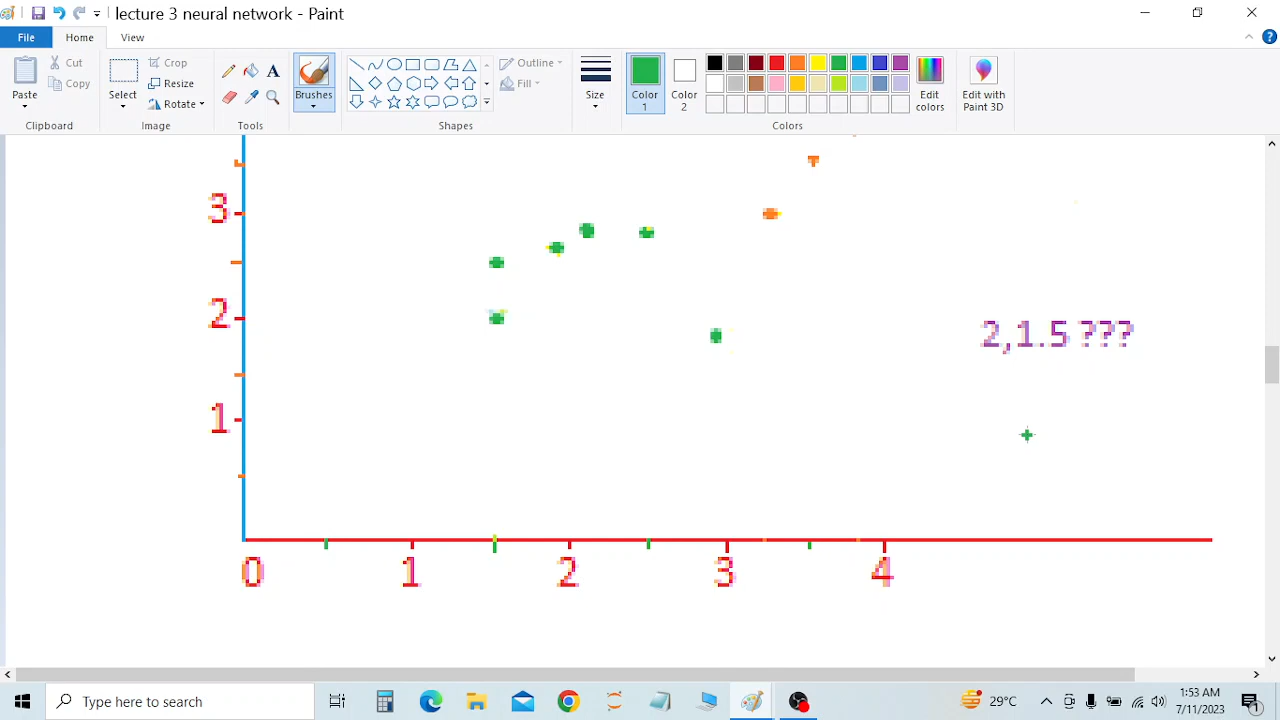 lecture 3 neural network - Paint
File
Home
View
Paste
Cut
Copy
Clipboard
Select
Crop
Resize
Rotate
Image
A
Tools
Brushes
Shapes
Outline
Fill
Size
Color 1
Color 2
Edit colors
Colors
Edit with Paint 3D
3
2
1
2,1.5 ???
0 1 2 3 4
Type here to search
29°C
1:53 AM
7/11/2023